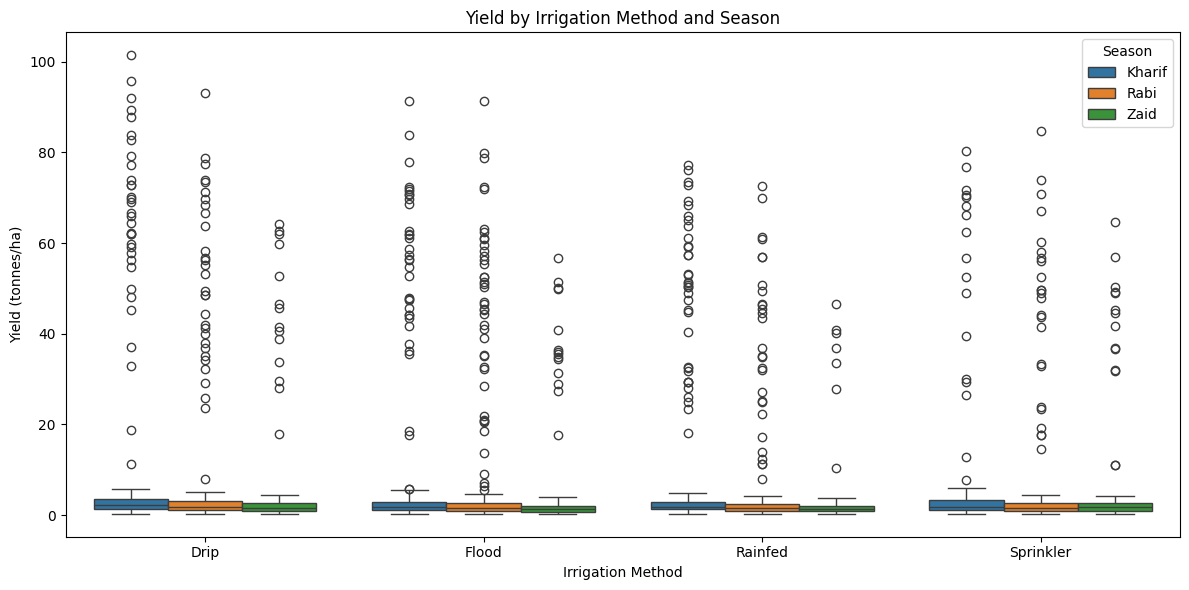 Yield by Irrigation Method and Season
Season
Kharif
Rabi
Zaid
Yield (tonnes/ha)
100
80
60
40
20
0
Drip
Flood
Rainfed
Sprinkler
Irrigation Method